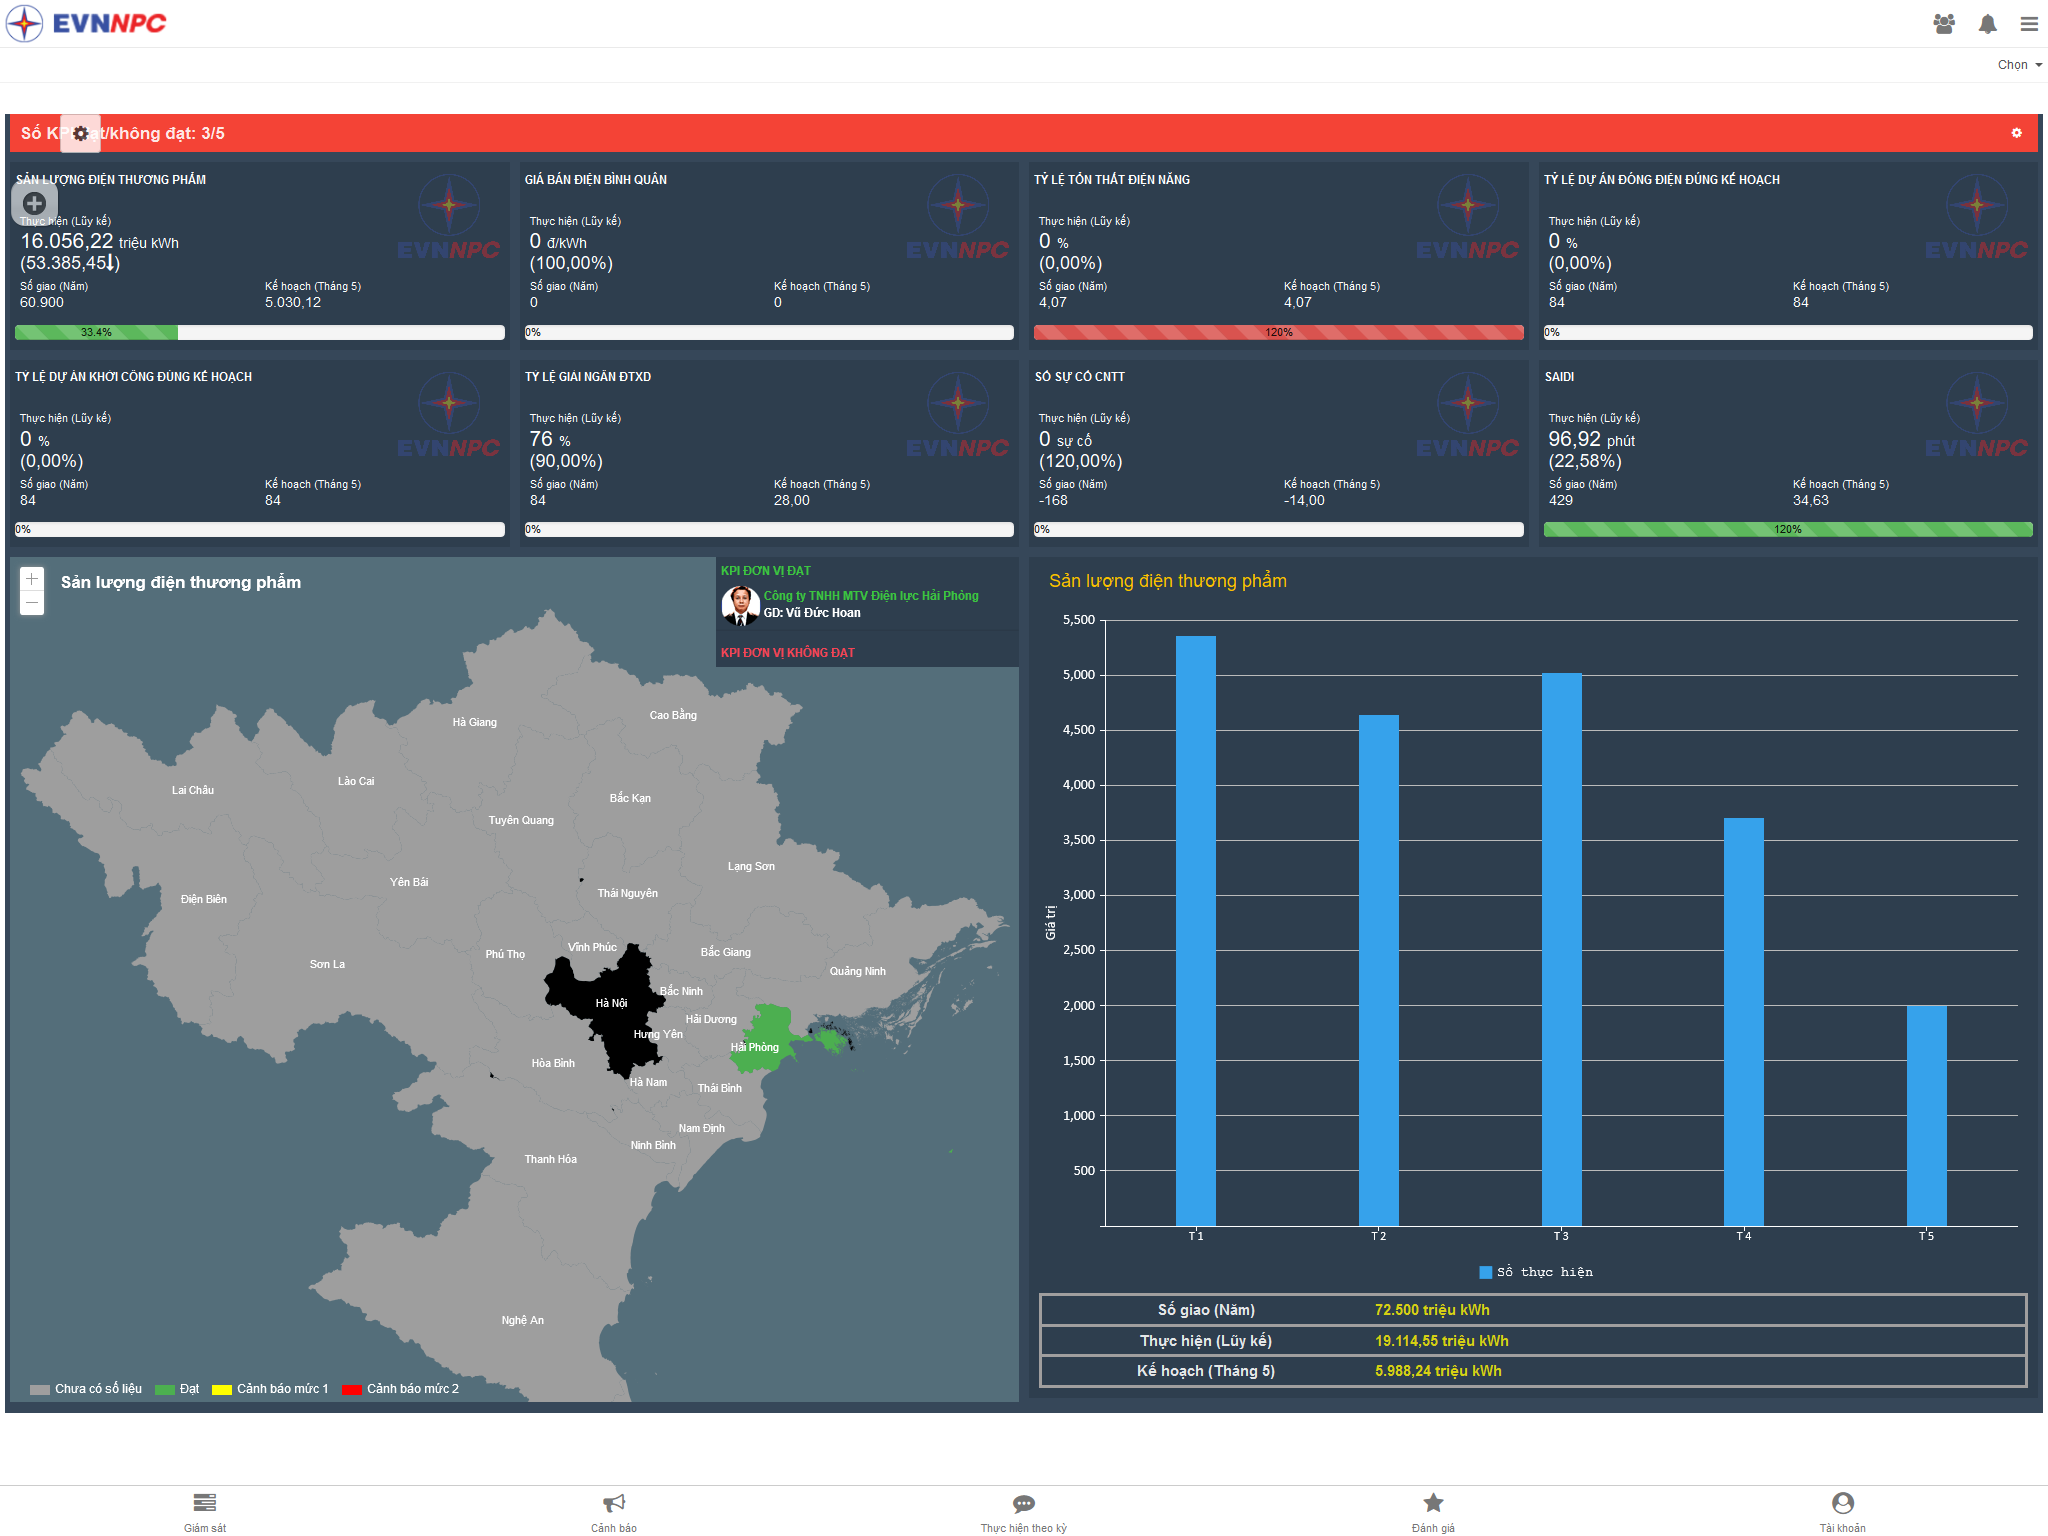 EVNNPC
Chọn
Số KPI đạt/không đạt: 3/5
SẢN LƯỢNG ĐIỆN THƯƠNG PHẨM
Thực hiện (Lũy kế)
16.056,22 triệu kWh
(53.385,45⬇)
Số giao (Năm)
Kế hoạch (Tháng 5)
60.900
5.030,12
33.4%
EVNNPC
GIÁ BÁN ĐIỆN BÌNH QUÂN
Thực hiện (Lũy kế)
0 đ/kWh
(100,00%)
Số giao (Năm)
Kế hoạch (Tháng 5)
0
0
0%
EVNNPC
TỶ LỆ TỔN THẤT ĐIỆN NĂNG
Thực hiện (Lũy kế)
0 %
(0,00%)
Số giao (Năm)
Kế hoạch (Tháng 5)
4,07
4,07
120%
EVNNPC
TỶ LỆ DỰ ÁN ĐÓNG ĐIỆN ĐÚNG KẾ HOẠCH
Thực hiện (Lũy kế)
0 %
(0,00%)
Số giao (Năm)
Kế hoạch (Tháng 5)
84
84
0%
EVNNPC
TỶ LỆ DỰ ÁN KHỞI CÔNG ĐÚNG KẾ HOẠCH
Thực hiện (Lũy kế)
0 %
(0,00%)
Số giao (Năm)
Kế hoạch (Tháng 5)
84
84
0%
EVNNPC
TỶ LỆ GIẢI NGÂN ĐTXD
Thực hiện (Lũy kế)
76 %
(90,00%)
Số giao (Năm)
Kế hoạch (Tháng 5)
84
28,00
0%
EVNNPC
SỐ SỰ CỐ CNTT
Thực hiện (Lũy kế)
0 sự cố
(120,00%)
Số giao (Năm)
Kế hoạch (Tháng 5)
-168
-14,00
0%
EVNNPC
SAIDI
Thực hiện (Lũy kế)
96,92 phút
(22,58%)
Số giao (Năm)
Kế hoạch (Tháng 5)
429
34,63
120%
EVNNPC
Sản lượng điện thương phẩm
KPI ĐƠN VỊ ĐẠT
Công ty TNHH MTV Điện lực Hải Phòng
GD: Vũ Đức Hoan
KPI ĐƠN VỊ KHÔNG ĐẠT
Hà Giang
Cao Bằng
Lai Châu
Lào Cai
Bắc Kạn
Tuyên Quang
Lạng Sơn
Yên Bái
Thái Nguyên
Điện Biên
Vĩnh Phúc
Phú Thọ
Bắc Giang
Sơn La
Quảng Ninh
Bắc Ninh
Hà Nội
Hải Dương
Hưng Yên
Hải Phòng
Hòa Bình
Hà Nam
Thái Bình
Nam Định
Ninh Bình
Thanh Hóa
Nghệ An
Chưa có số liệu
Đạt
Cảnh báo mức 1
Cảnh báo mức 2
Sản lượng điện thương phẩm
5,500
5,000
4,500
4,000
3,500
3,000
2,500
2,000
1,500
1,000
500
Giá trị
T1
T2
T3
T4
T5
Số thực hiện
Số giao (Năm)
72.500 triệu kWh
Thực hiện (Lũy kế)
19.114,55 triệu kWh
Kế hoạch (Tháng 5)
5.988,24 triệu kWh
Giám sát
Cảnh báo
Thực hiện theo kỳ
Đánh giá
Tài khoản